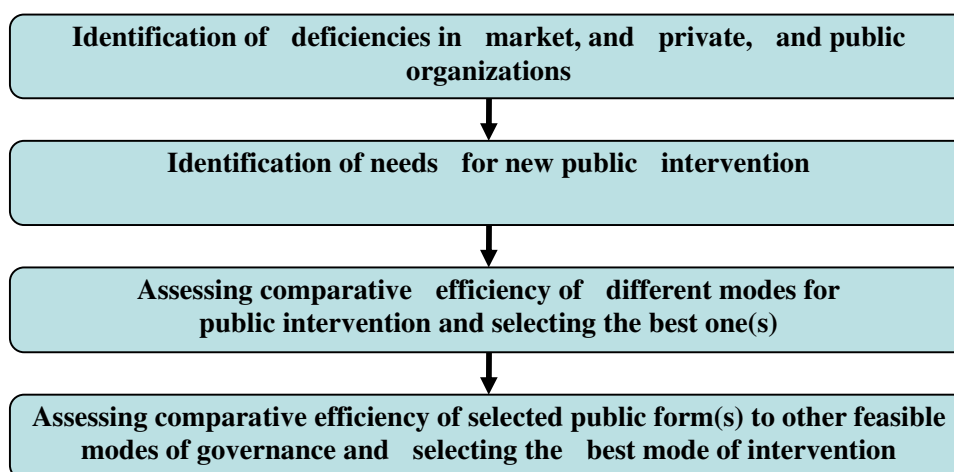 Identification of deficiencies in market, and private, and public
organizations
Identification of needs for new public intervention
Assessing comparative efficiency of different modes for
public intervention and selecting the best one(s)
Assessing comparative efficiency of selected public form(s) to other feasible
modes of governance and selecting the best mode of intervention